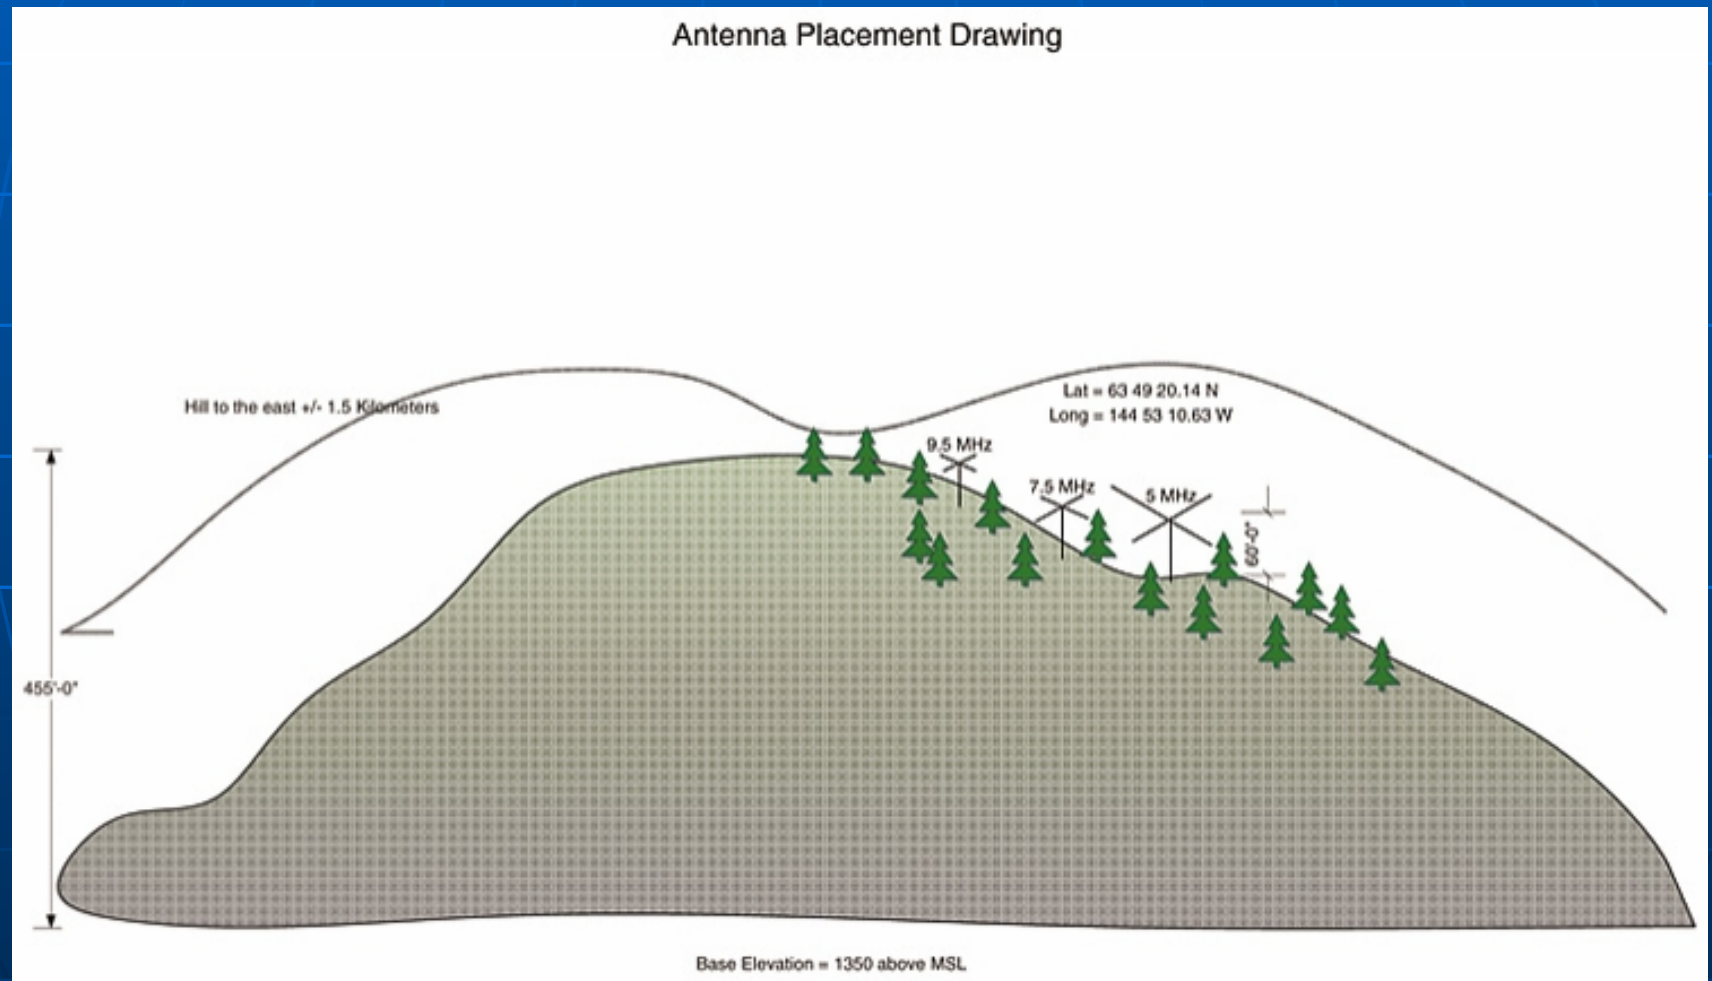 Antenna Placement Drawing
Hill to the east +/- 1.5 Kilometers
Lat = 63 49 20.14 N
Long = 144 53 10.63 W
9.5 MHz
7.5 MHz
5 MHz
60'-0"
455'-0"
Base Elevation = 1350 above MSL